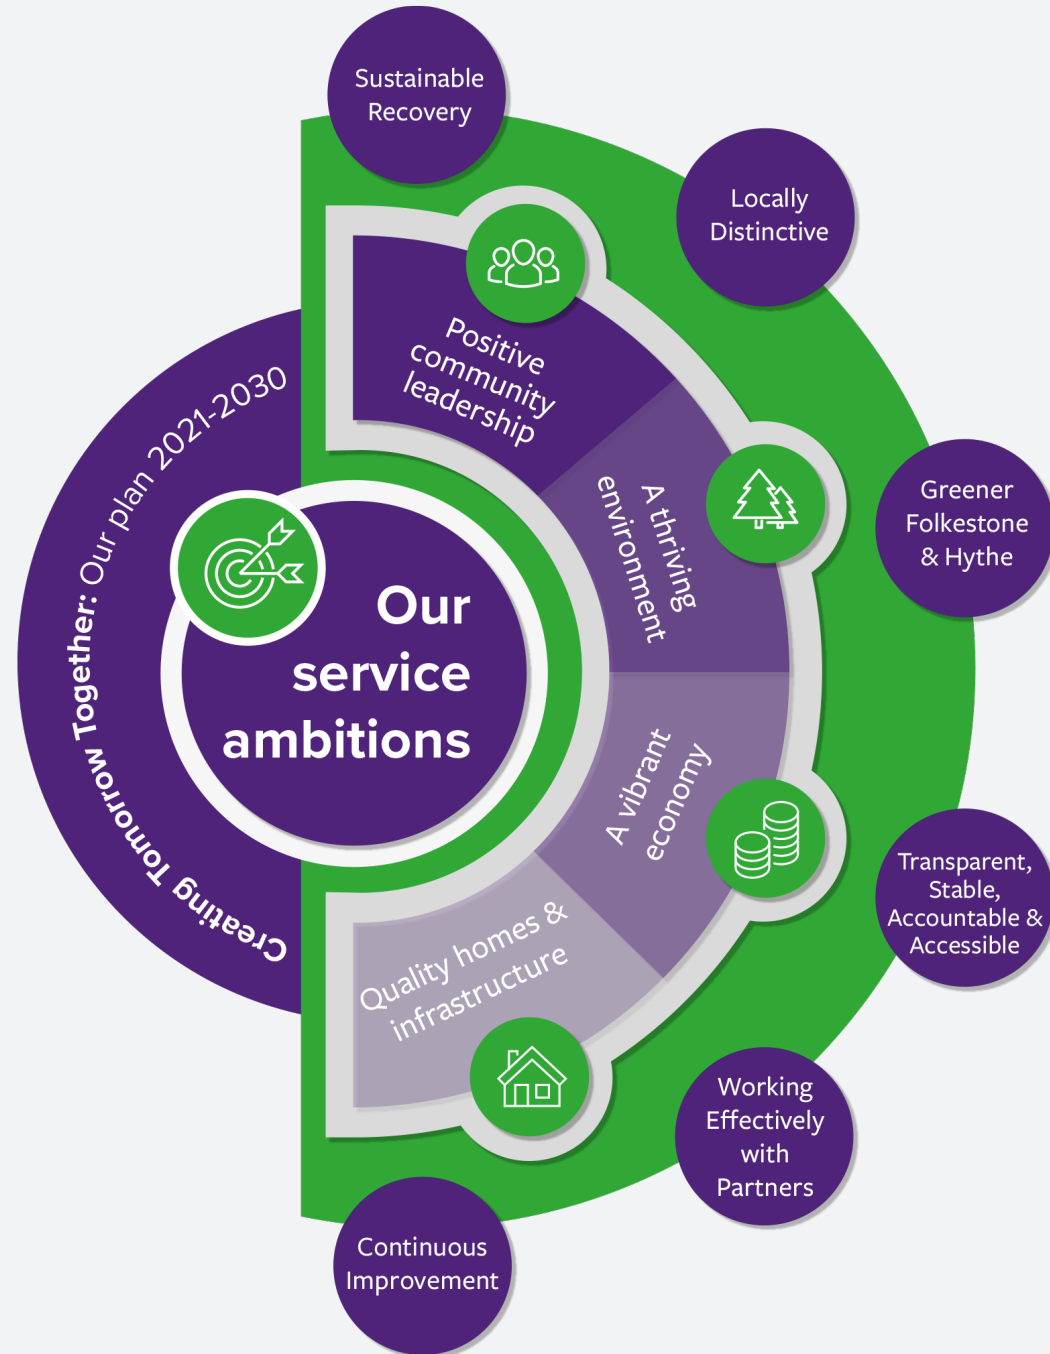 Sustainable
Recovery
Locally
Distinctive
Positive
community
leadership
Creating Tomorrow Together: Our plan 2021-2030
A thriving
environment
Greener
Folkestone
& Hythe
Our
service
ambitions
A vibrant
economy
Transparent,
Stable,
Accountable &
Accessible
Quality homes &
infrastructure
Working
Effectively
with
Partners
Continuous
Improvement